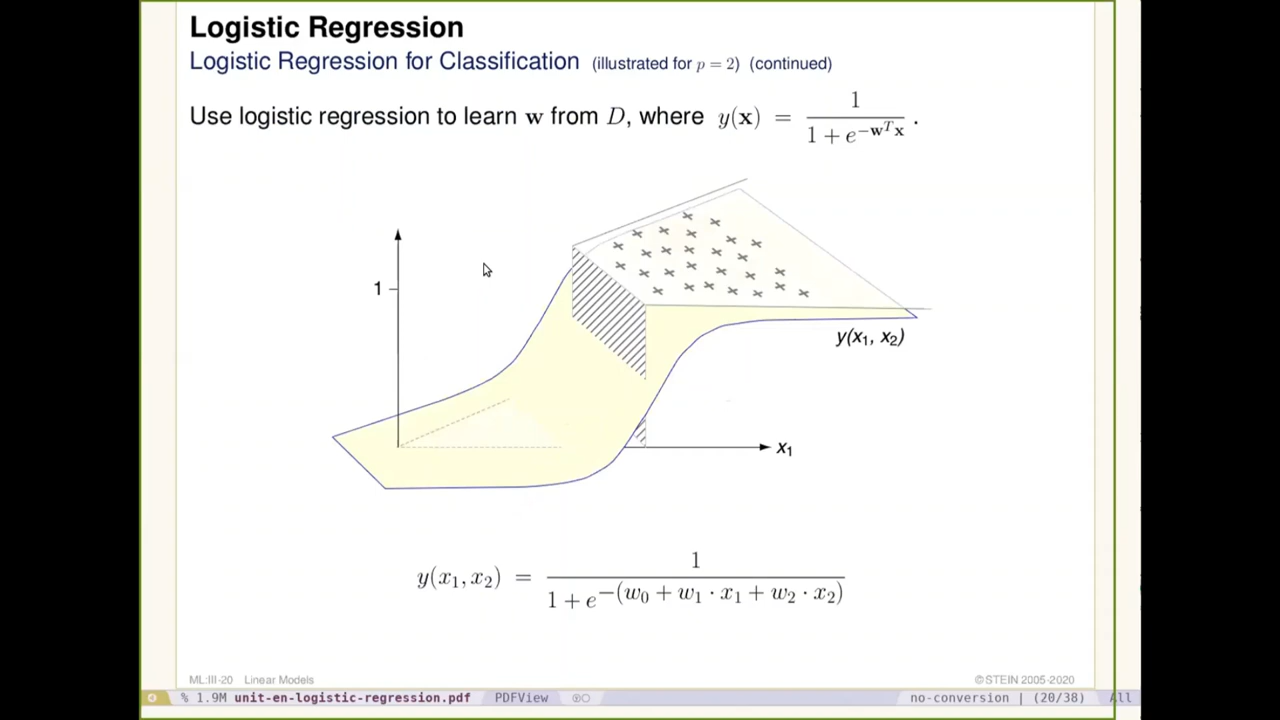 Logistic Regression
Logistic Regression for Classification (illustrated for p = 2) (continued)
Use logistic regression to learn w from D, where y(x) = 1 / (1 + e^{−w^T x}) .
1
y(x₁, x₂)
x₁
y(x₁, x₂) = 1 / (1 + e^{−(w₀ + w₁ · x₁ + w₂ · x₂)})
ML:III-20 Linear Models ©STEIN 2005-2020
% 1.9M unit-en-logistic-regression.pdf PDFView no-conversion | (20/38) All